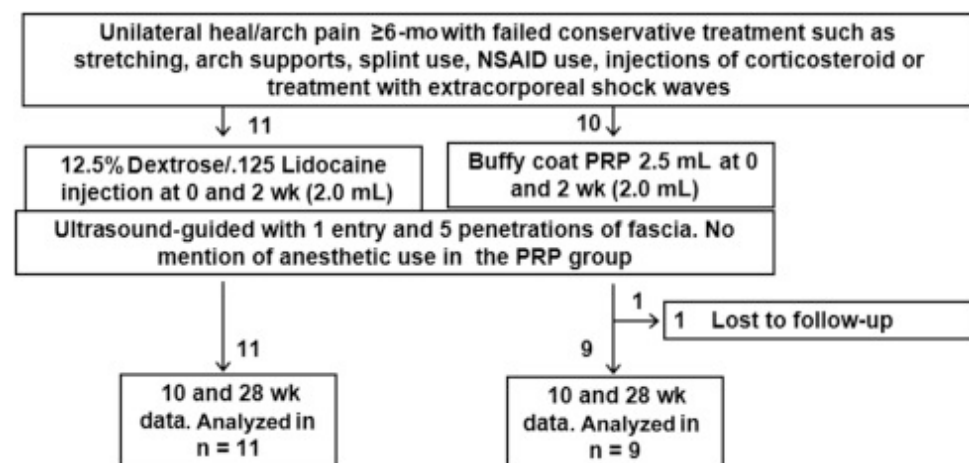 Unilateral heal/arch pain ≥6-mo with failed conservative treatment such as
stretching, arch supports, splint use, NSAID use, injections of corticosteroid or
treatment with extracorporeal shock waves
11
10
12.5% Dextrose/.125 Lidocaine
injection at 0 and 2 wk (2.0 mL)
Buffy coat PRP 2.5 mL at 0
and 2 wk (2.0 mL)
Ultrasound-guided with 1 entry and 5 penetrations of fascia. No
mention of anesthetic use in the PRP group
1
1 Lost to follow-up
11
9
10 and 28 wk
data. Analyzed in
n = 11
10 and 28 wk
data. Analyzed in
n = 9